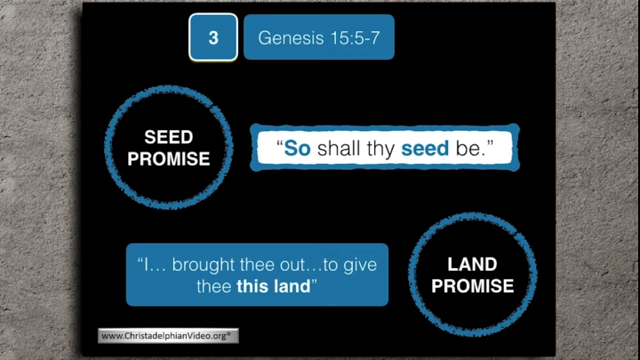 3
Genesis 15:5-7
SEED
PROMISE
“So shall thy seed be.”
“I… brought thee out…to give
thee this land”
LAND
PROMISE
www.ChristadelphianVideo.org®